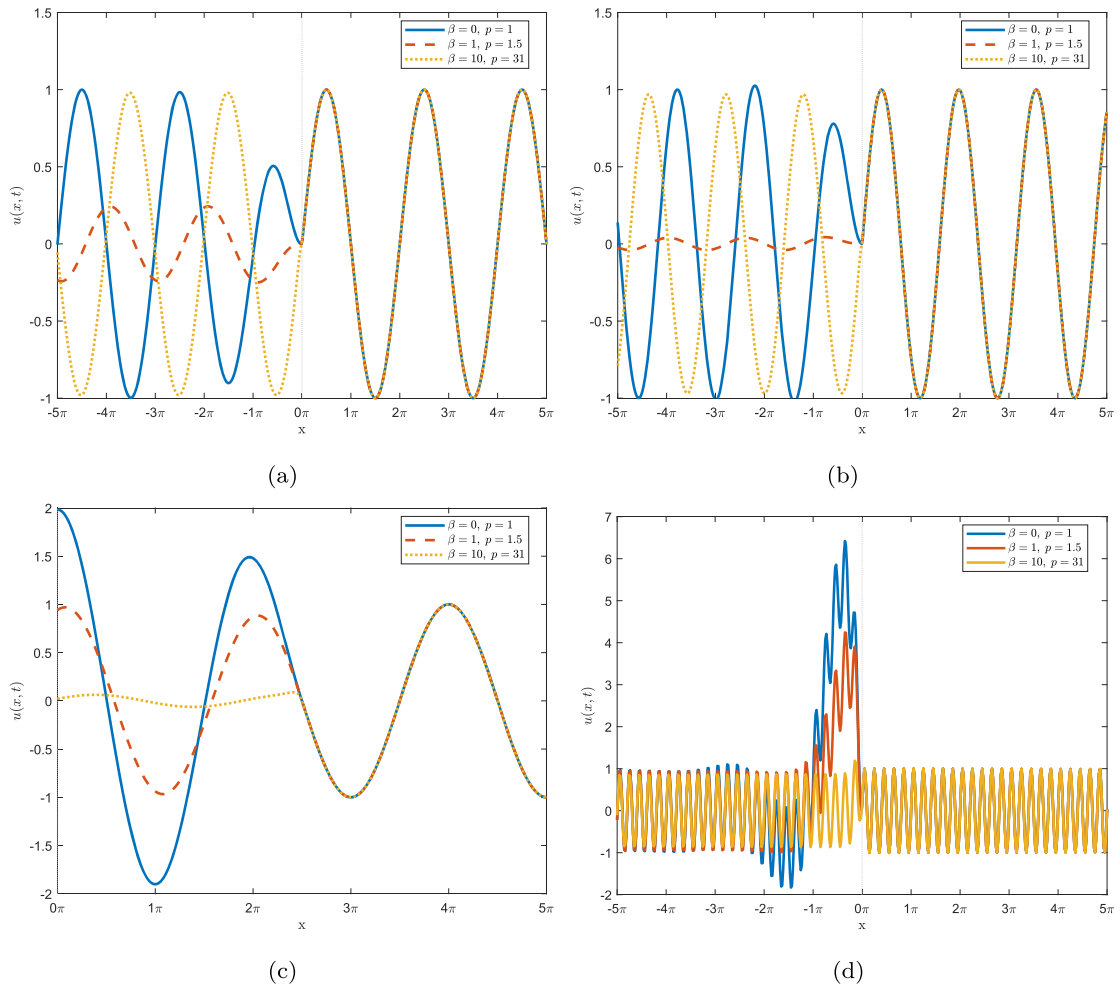 β = 0, p = 1
β = 1, p = 1.5
β = 10, p = 31
1.5
1
0.5
0
-0.5
-1
u(x, t)
-5π -4π -3π -2π -1π 0π 1π 2π 3π 4π 5π
x
(a)
β = 0, p = 1
β = 1, p = 1.5
β = 10, p = 31
1.5
1
0.5
0
-0.5
-1
u(x, t)
-5π -4π -3π -2π -1π 0π 1π 2π 3π 4π 5π
x
(b)
β = 0, p = 1
β = 1, p = 1.5
β = 10, p = 31
2
1.5
1
0.5
0
-0.5
-1
-1.5
-2
u(x, t)
0π 1π 2π 3π 4π 5π
x
(c)
β = 0, p = 1
β = 1, p = 1.5
β = 10, p = 31
7
6
5
4
3
2
1
0
-1
-2
u(x, t)
-5π -4π -3π -2π -1π 0π 1π 2π 3π 4π 5π
x
(d)